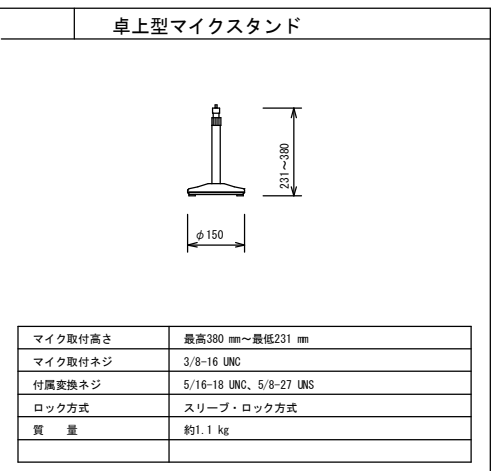 卓上型マイクスタンド
231～380
φ150
マイク取付高さ 最高380 mm～最低231 mm
マイク取付ネジ 3/8-16 UNC
付属変換ネジ 5/16-18 UNC、5/8-27 UNS
ロック方式 スリーブ・ロック方式
質　量 約1.1 kg